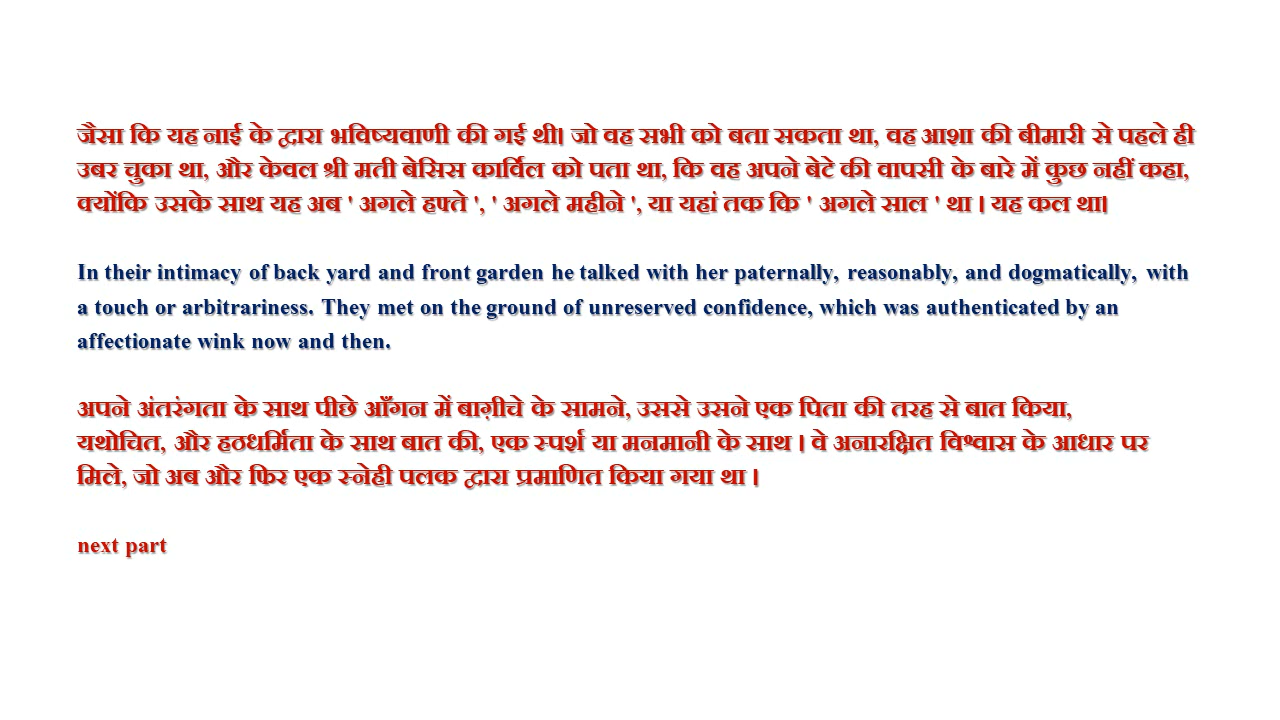 जैसा कि यह नाई के द्वारा भविष्यवाणी की गई थी। जो वह सभी को बता सकता था, वह आशा की बीमारी से पहले ही
उबर चुका था, और केवल श्री मती बेसिस कार्विल को पता था, कि वह अपने बेटे की वापसी के बारे में कुछ नहीं कहा,
क्योंकि उसके साथ यह अब ' अगले हफ्ते ', ' अगले महीने ', या यहां तक कि ' अगले साल ' था । यह कल था।
In their intimacy of back yard and front garden he talked with her paternally, reasonably, and dogmatically, with
a touch or arbitrariness. They met on the ground of unreserved confidence, which was authenticated by an
affectionate wink now and then.
अपने अंतरंगता के साथ पीछे आँगन में बाग़ीचे के सामने, उससे उसने एक पिता की तरह से बात किया,
यथोचित, और हठधर्मिता के साथ बात की, एक स्पर्श या मनमानी के साथ । वे अनारक्षित विश्वास के आधार पर
मिले, जो अब और फिर एक स्नेही पलक द्वारा प्रमाणित किया गया था ।
next part